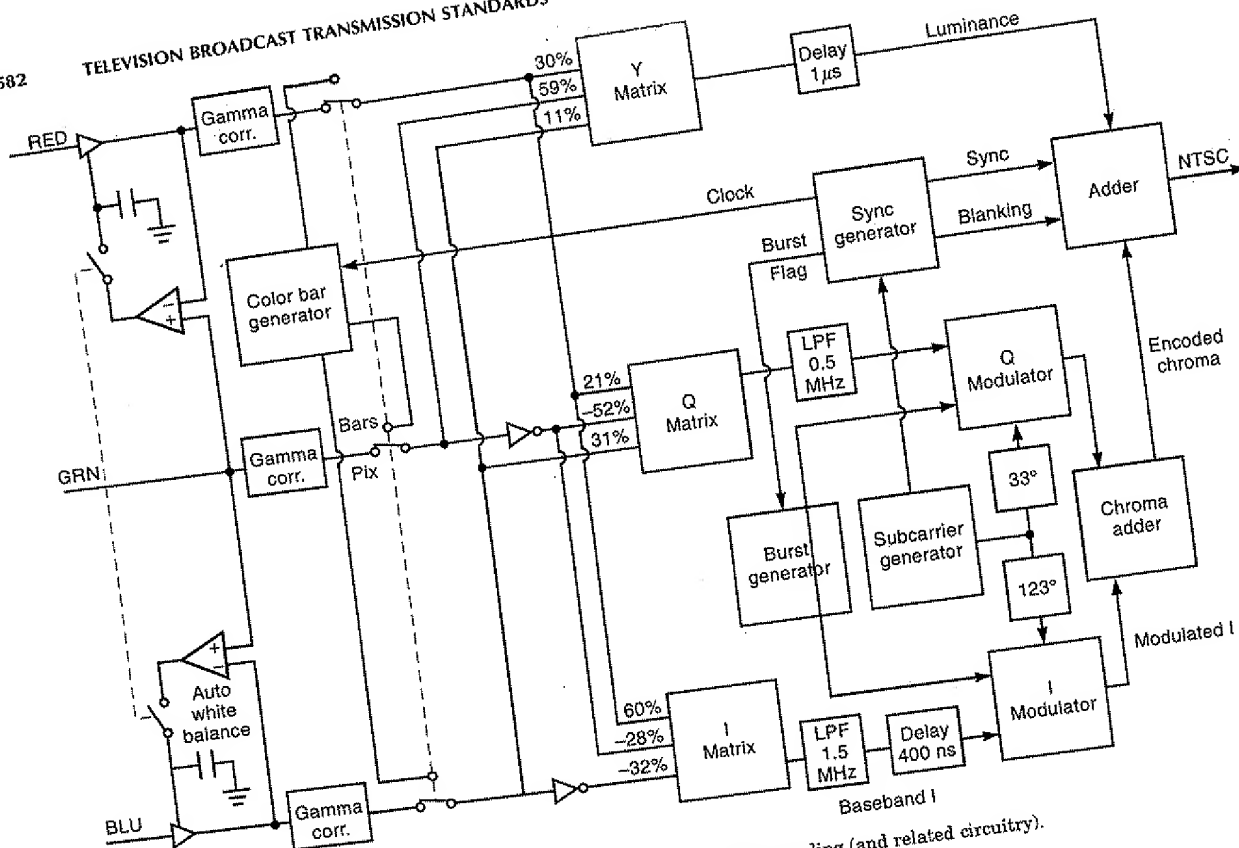 582
TELEVISION BROADCAST TRANSMISSION STANDARDS
RED
Gamma
corr.
30%
59%
11%
Y
Matrix
Delay
1μs
Luminance
Clock
Sync
generator
Sync
Blanking
Adder
NTSC
Burst
Flag
Color bar
generator
−
+
Bars
Pix
GRN
Gamma
corr.
21%
–52%
31%
Q
Matrix
LPF
0.5
MHz
Q
Modulator
Encoded
chroma
33°
Burst
generator
Subcarrier
generator
Chroma
adder
123°
+
−
Auto
white
balance
60%
–28%
–32%
I
Matrix
LPF
1.5
MHz
Delay
400 ns
I
Modulator
Modulated I
Baseband I
BLU
Gamma
corr.
(and related circuitry).